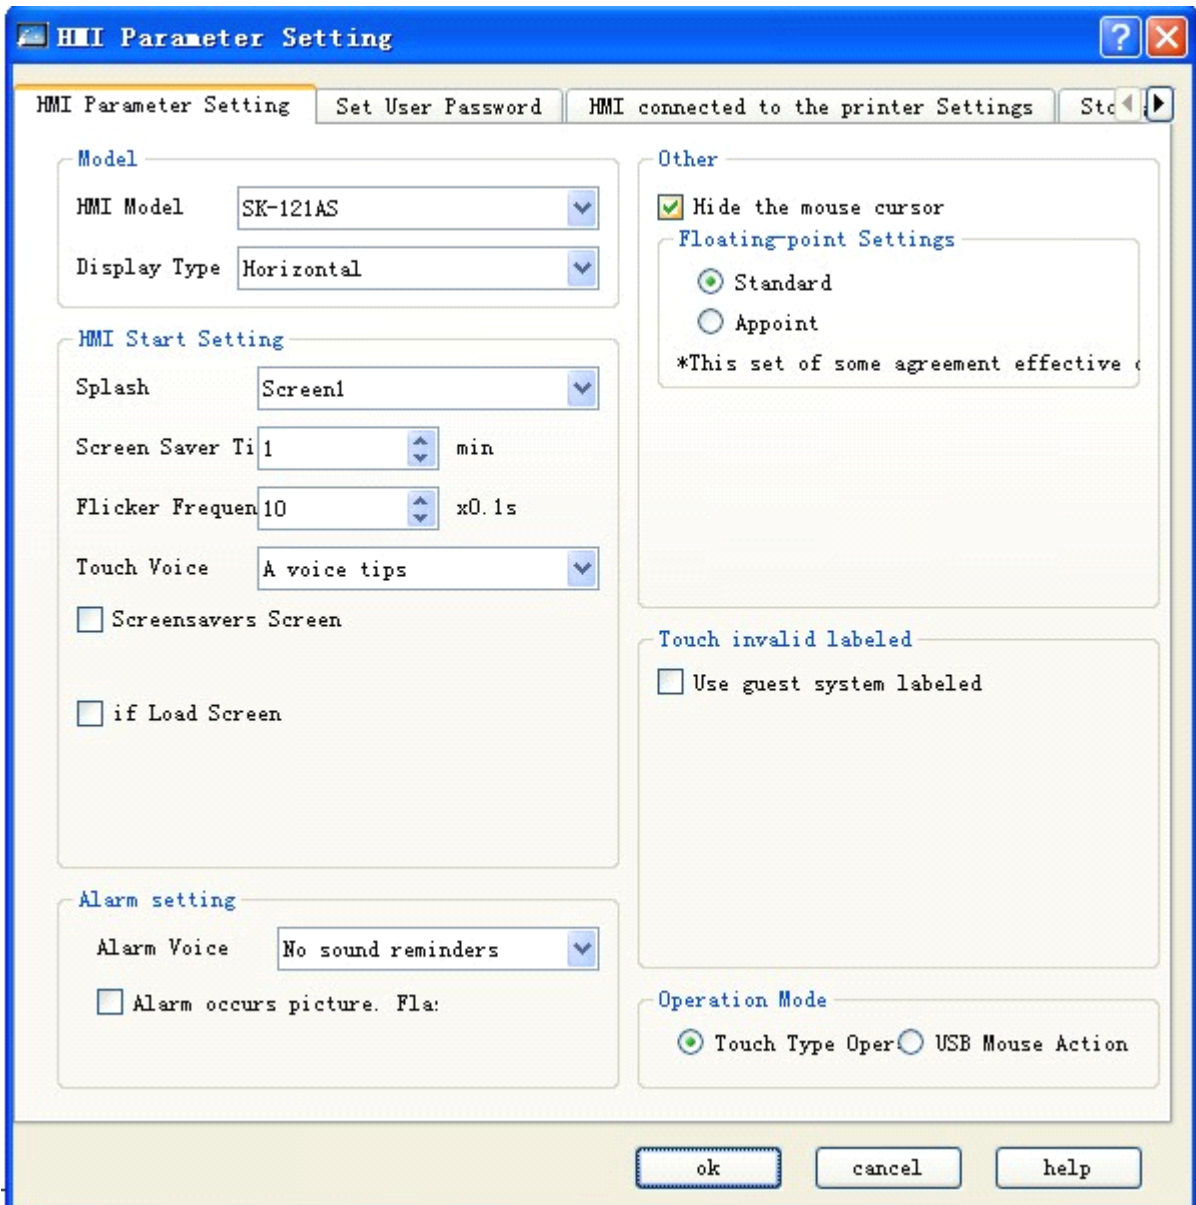 HMI Parameter Setting
HMI Parameter Setting
Set User Password
HMI connected to the printer Settings
Sto
Model
HMI Model
SK-121AS
Display Type
Horizontal
HMI Start Setting
Splash
Screen1
Screen Saver Ti
1
min
Flicker Frequen
10
x0.1s
Touch Voice
A voice tips
Screensavers Screen
if Load Screen
Alarm setting
Alarm Voice
No sound reminders
Alarm occurs picture. Fla
Other
Hide the mouse cursor
Floating-point Settings
Standard
Appoint
*This set of some agreement effective
Touch invalid labeled
Use guest system labeled
Operation Mode
Touch Type Oper
USB Mouse Action
ok
cancel
help